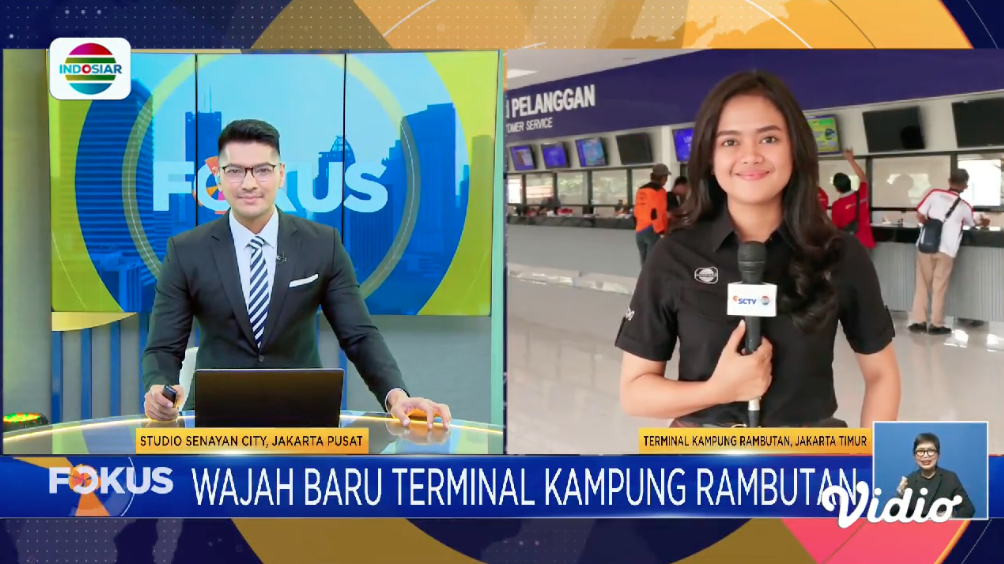 INDOSIAR
FOKUS
I PELANGGAN
TOMER SERVICE
SCTV
STUDIO SENAYAN CITY, JAKARTA PUSAT
TERMINAL KAMPUNG RAMBUTAN, JAKARTA TIMUR
FOKUS
WAJAH BARU TERMINAL KAMPUNG RAMBUTAN
Vidio